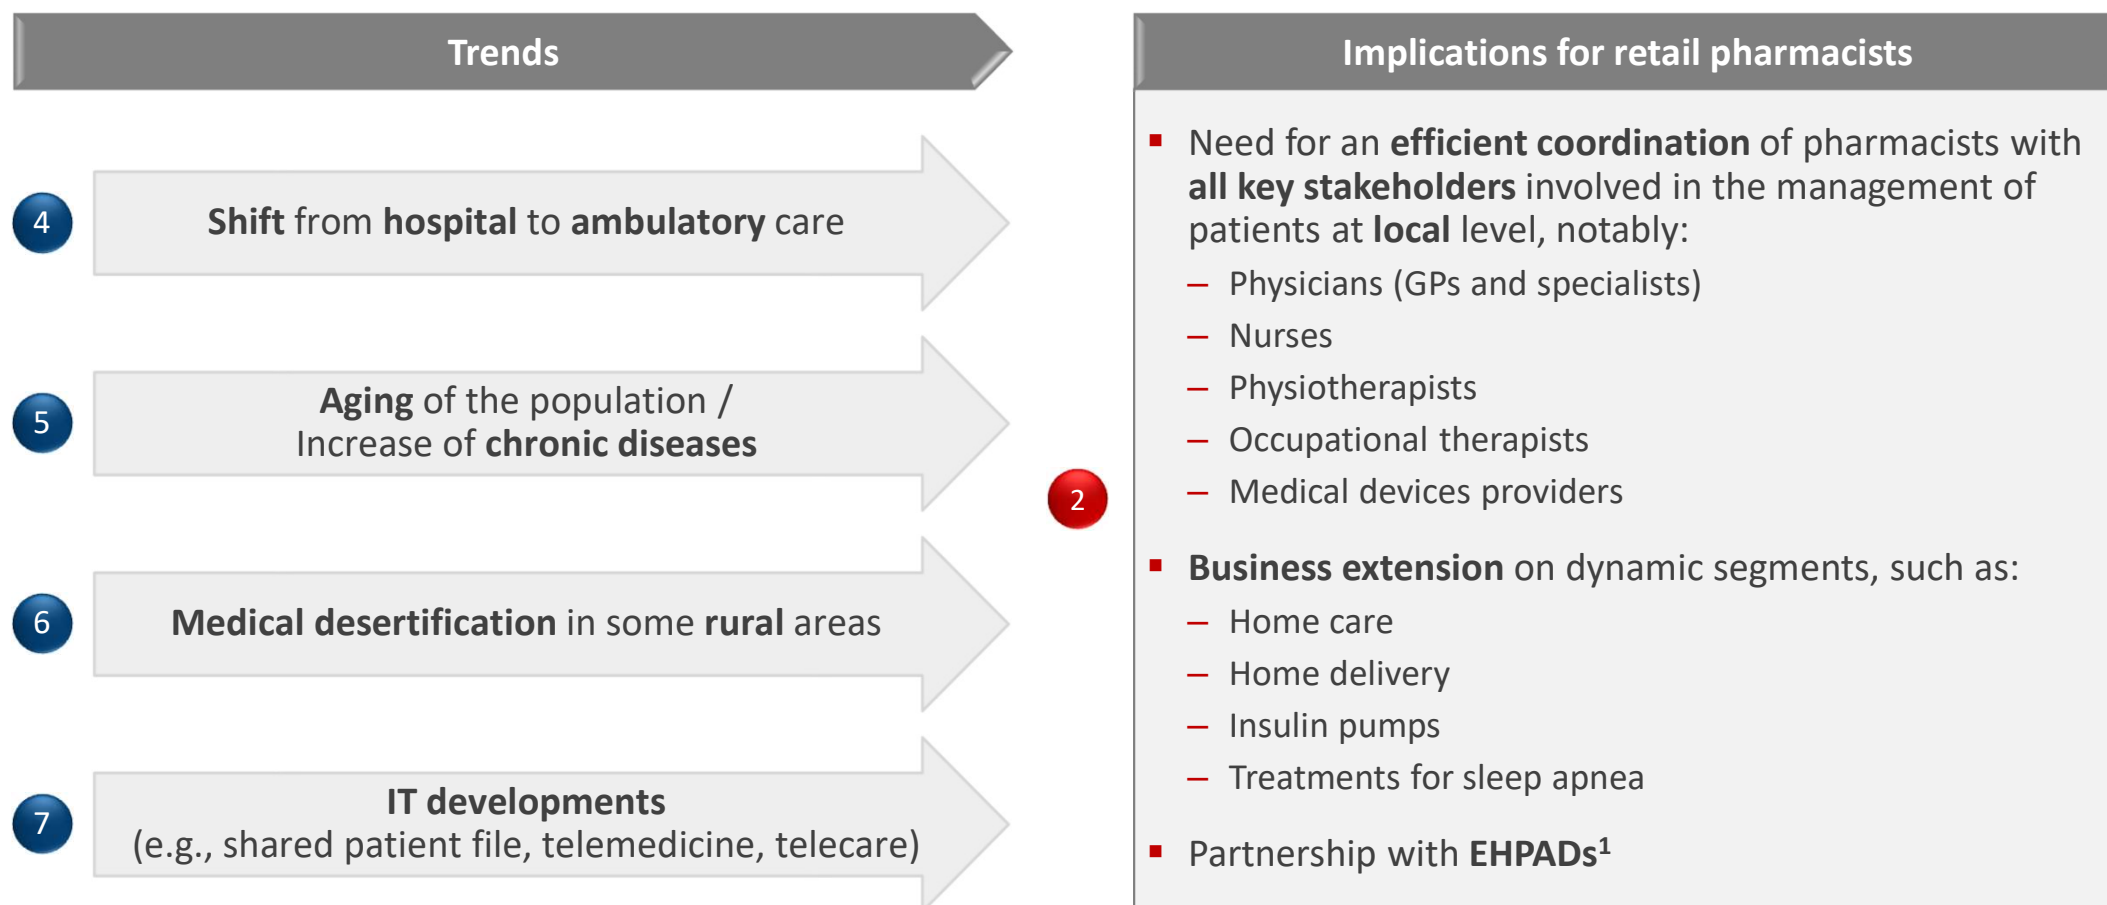 Trends
4
Shift from hospital to ambulatory care
5
Aging of the population /
Increase of chronic diseases
6
Medical desertification in some rural areas
7
IT developments
(e.g., shared patient file, telemedicine, telecare)
2
Implications for retail pharmacists
▪ Need for an efficient coordination of pharmacists with
all key stakeholders involved in the management of
patients at local level, notably:
– Physicians (GPs and specialists)
– Nurses
– Physiotherapists
– Occupational therapists
– Medical devices providers
▪ Business extension on dynamic segments, such as:
– Home care
– Home delivery
– Insulin pumps
– Treatments for sleep apnea
▪ Partnership with EHPADs¹